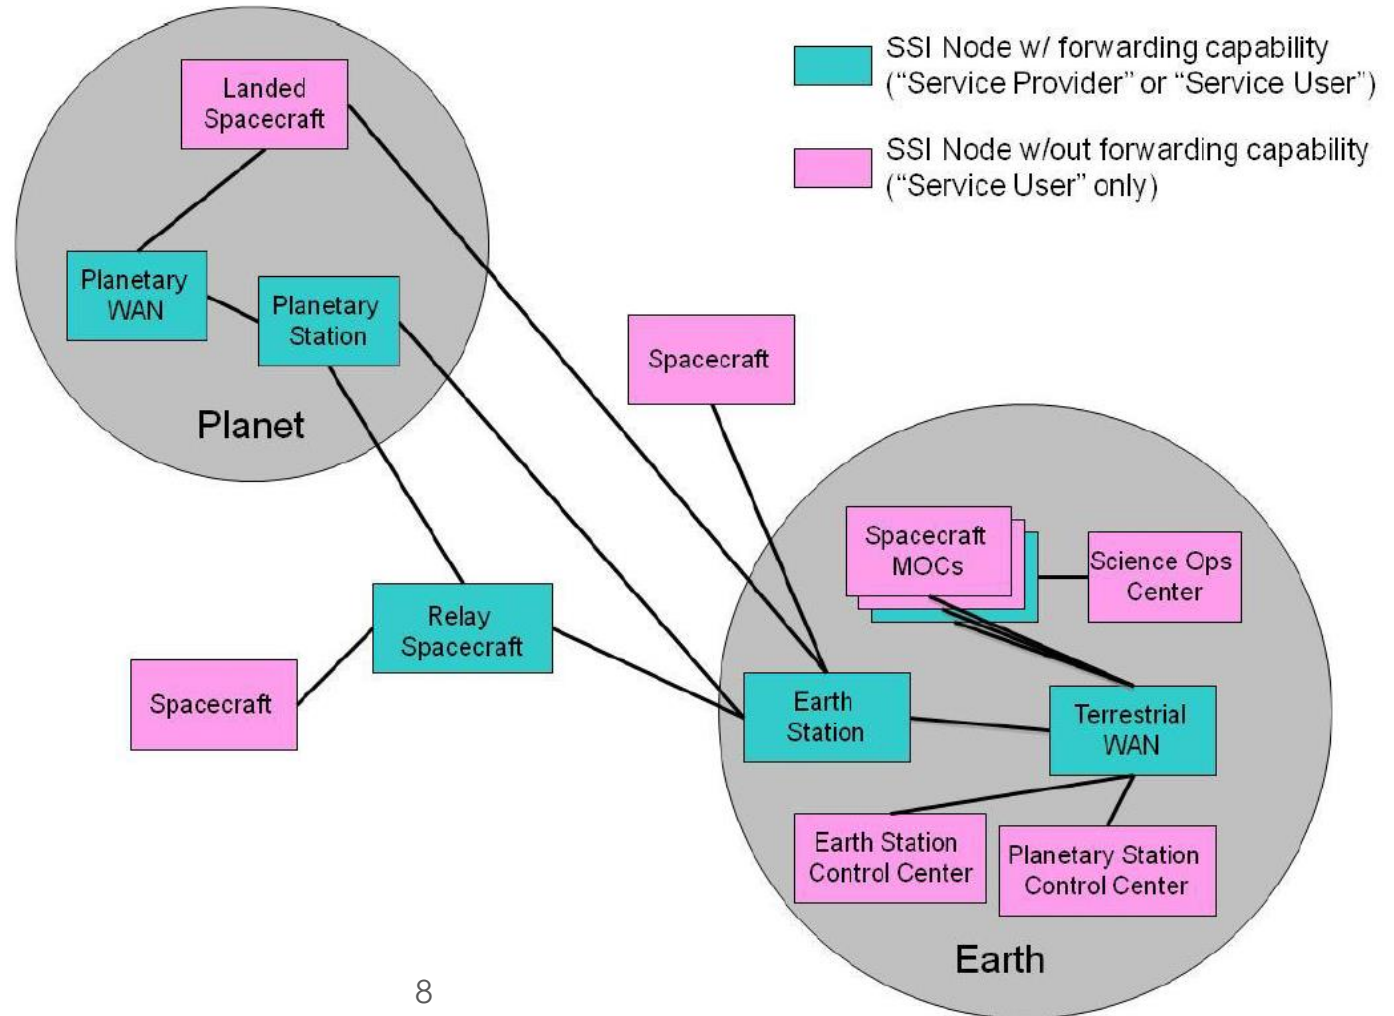 SSI Node w/ forwarding capability
(“Service Provider” or “Service User”)
SSI Node w/out forwarding capability
(“Service User” only)
Landed
Spacecraft
Planetary
WAN
Planetary
Station
Planet
Spacecraft
Spacecraft
MOCs
Science Ops
Center
Relay
Spacecraft
Spacecraft
Earth
Station
Terrestrial
WAN
Earth Station
Control Center
Planetary Station
Control Center
Earth
8